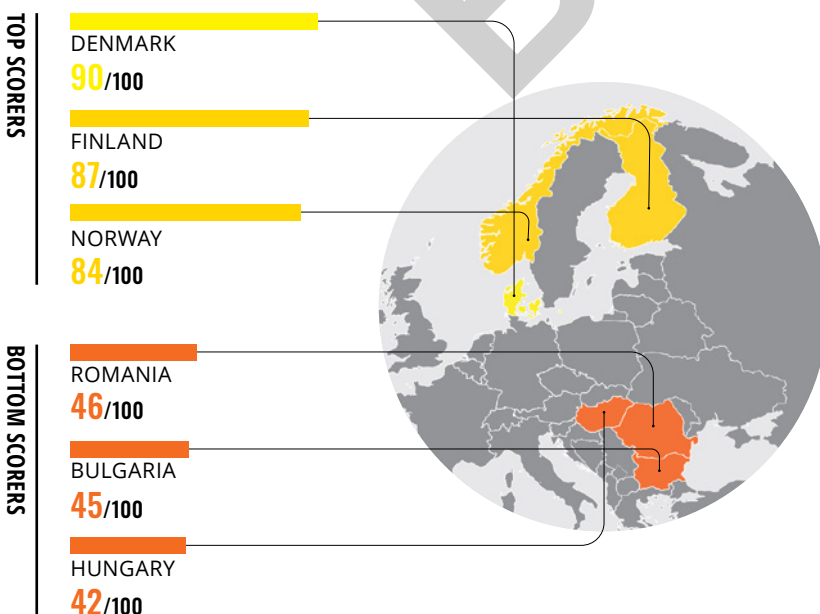 TOP SCORERS
DENMARK
90/100
FINLAND
87/100
NORWAY
84/100
BOTTOM SCORERS
ROMANIA
46/100
BULGARIA
45/100
HUNGARY
42/100